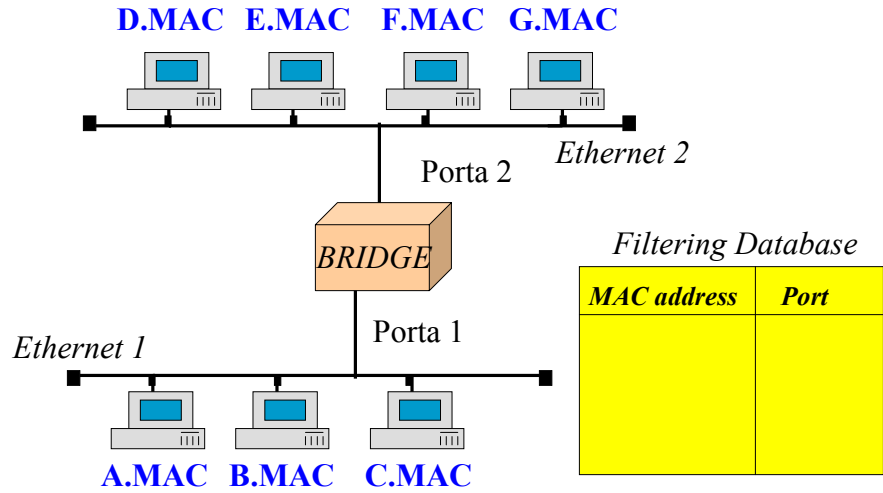 D.MAC E.MAC F.MAC G.MAC
Ethernet 2
Porta 2
BRIDGE
Filtering Database
MAC address Port
Porta 1
Ethernet 1
A.MAC B.MAC C.MAC